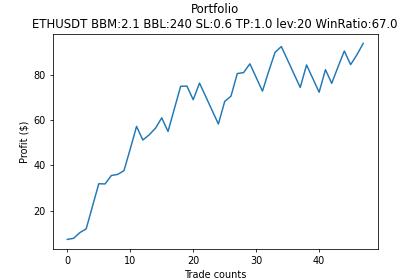 Portfolio
ETHUSDT BBM:2.1 BBL:240 SL:0.6 TP:1.0 lev:20 WinRatio:67.0
80
60
40
20
Profit ($)
0 10 20 30 40
Trade counts